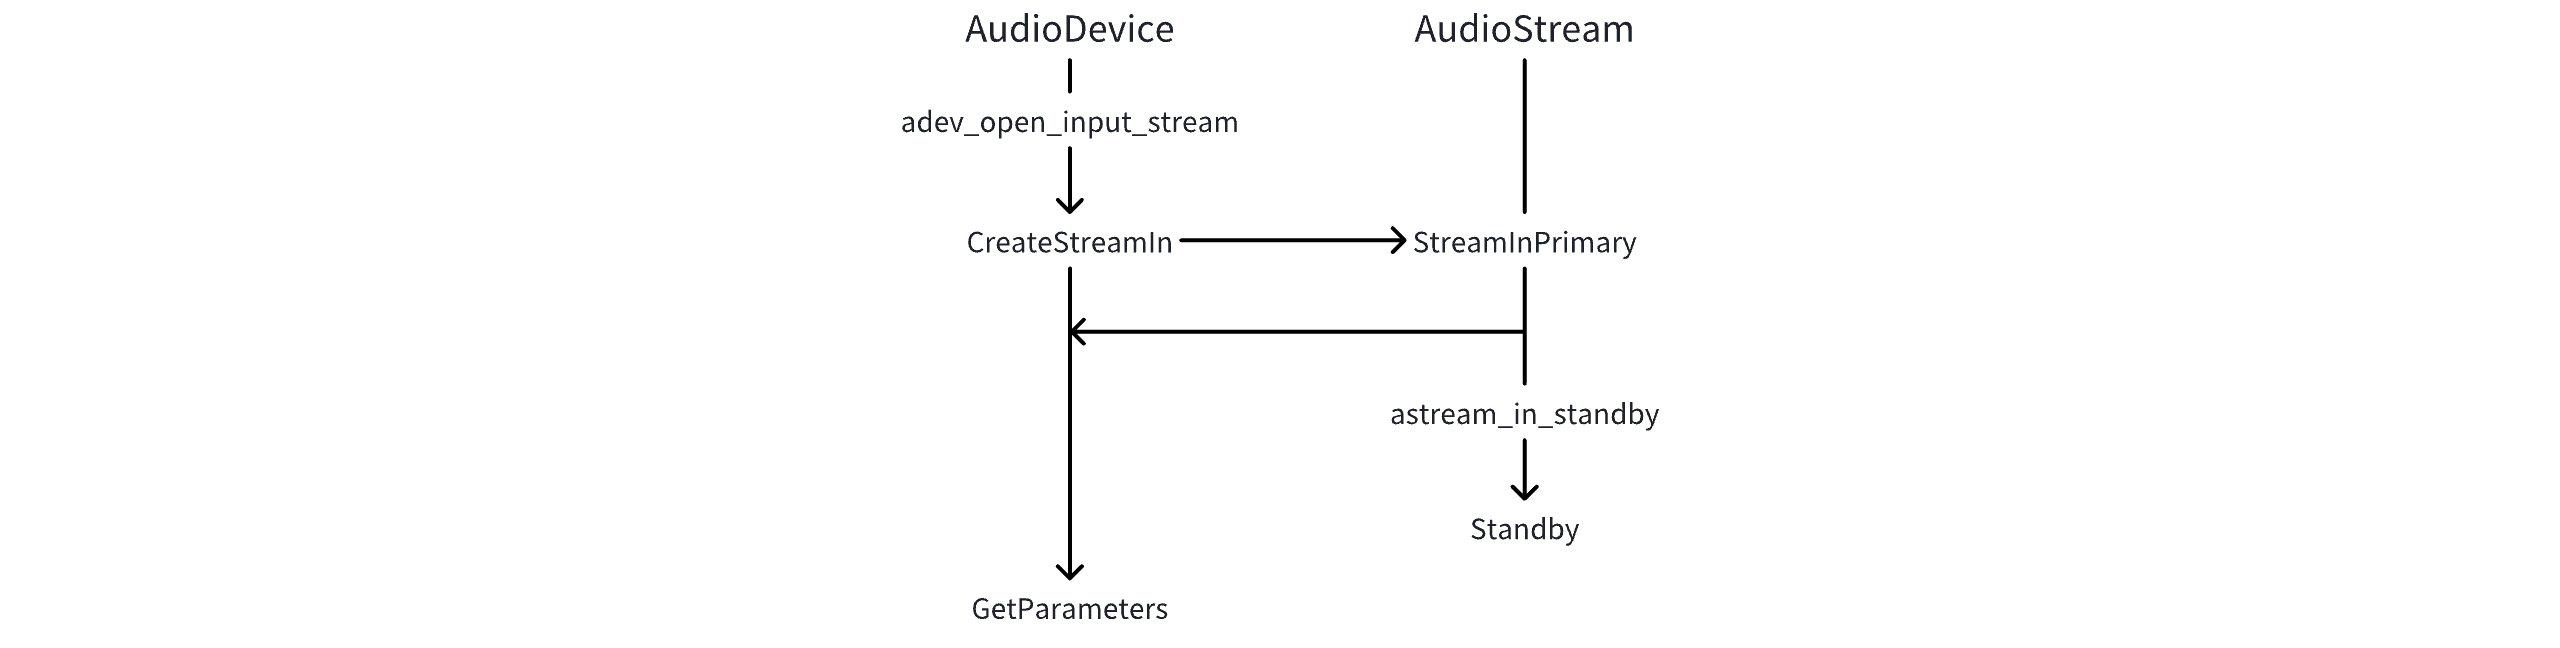 AudioDevice
AudioStream
adev_open_input_stream
CreateStreamIn
StreamInPrimary
astream_in_standby
Standby
GetParameters